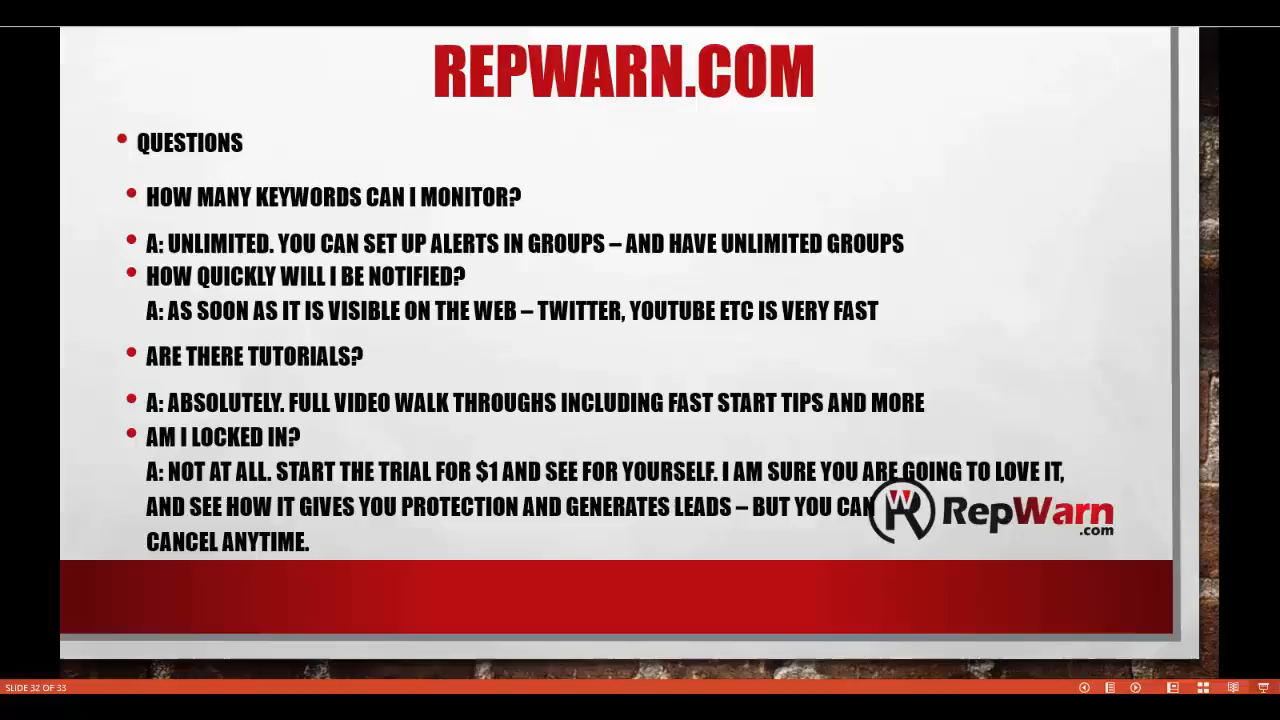 REPWARN.COM
• QUESTIONS
• HOW MANY KEYWORDS CAN I MONITOR?
• A: UNLIMITED. YOU CAN SET UP ALERTS IN GROUPS – AND HAVE UNLIMITED GROUPS
• HOW QUICKLY WILL I BE NOTIFIED?
A: AS SOON AS IT IS VISIBLE ON THE WEB – TWITTER, YOUTUBE ETC IS VERY FAST
• ARE THERE TUTORIALS?
• A: ABSOLUTELY. FULL VIDEO WALK THROUGHS INCLUDING FAST START TIPS AND MORE
• AM I LOCKED IN?
A: NOT AT ALL. START THE TRIAL FOR $1 AND SEE FOR YOURSELF. I AM SURE YOU ARE GOING TO LOVE IT,
AND SEE HOW IT GIVES YOU PROTECTION AND GENERATES LEADS – BUT YOU CAN
CANCEL ANYTIME.
RepWarn
.com
SLIDE 32 OF 33